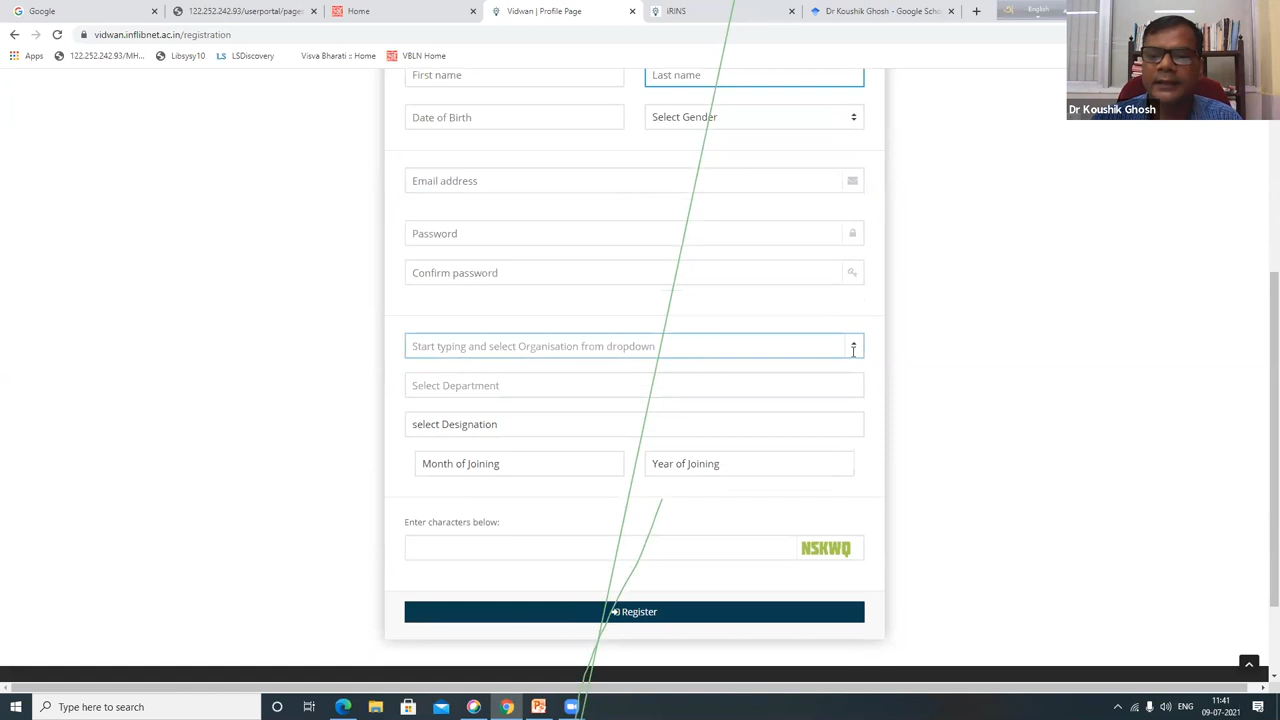 Google
122.252.242.93/userportal/pages
Home
Vidwan | Profile Page
iRINS
Dr Koushik Ghosh - Google Scho
English
vidwan.inflibnet.ac.in/registration
Apps
122.252.242.93/MH...
Libsysy10
LS LSDiscovery
Visva Bharati :: Home
VBLN Home
Dr Koushik Ghosh
First name
Last name
Date of Birth
Select Gender
Email address
Password
Confirm password
Start typing and select Organisation from dropdown
Select Department
select Designation
Month of Joining
Year of Joining
Enter characters below:
NSKWQ
Register
Type here to search
ENG
11:41
09-07-2021